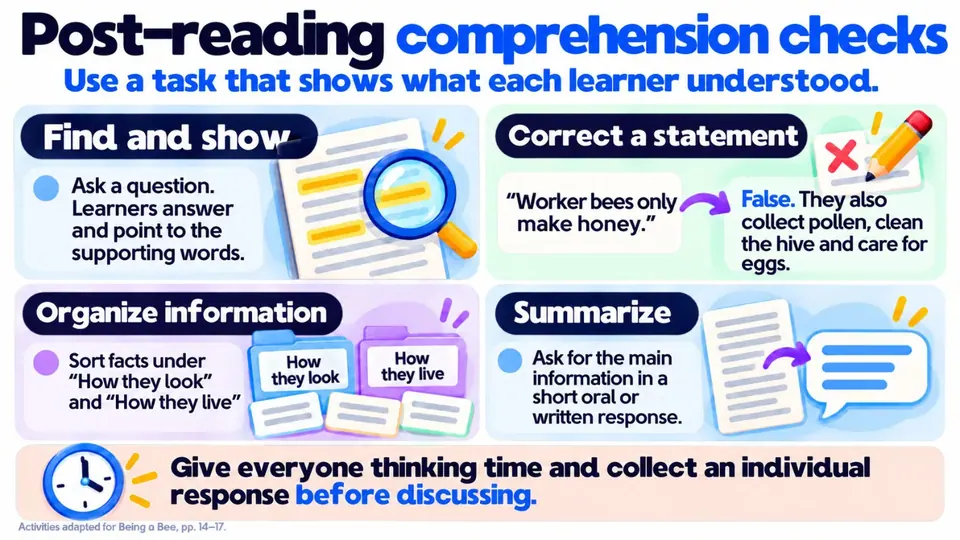 Post-reading comprehension checks
Use a task that shows what each learner understood.
Find and show
Ask a question.
Learners answer
and point to the
supporting words.
Correct a statement
“Worker bees only
make honey.”
False. They also
collect pollen, clean
the hive and care for
eggs.
Organize information
Sort facts under
“How they look”
and “How they live”
How
they look
How
they live
Summarize
Ask for the main
information in a
short oral or
written response.
Give everyone thinking time and collect an individual
response before discussing.
Activities adapted for Being a Bee, pp. 14–17.